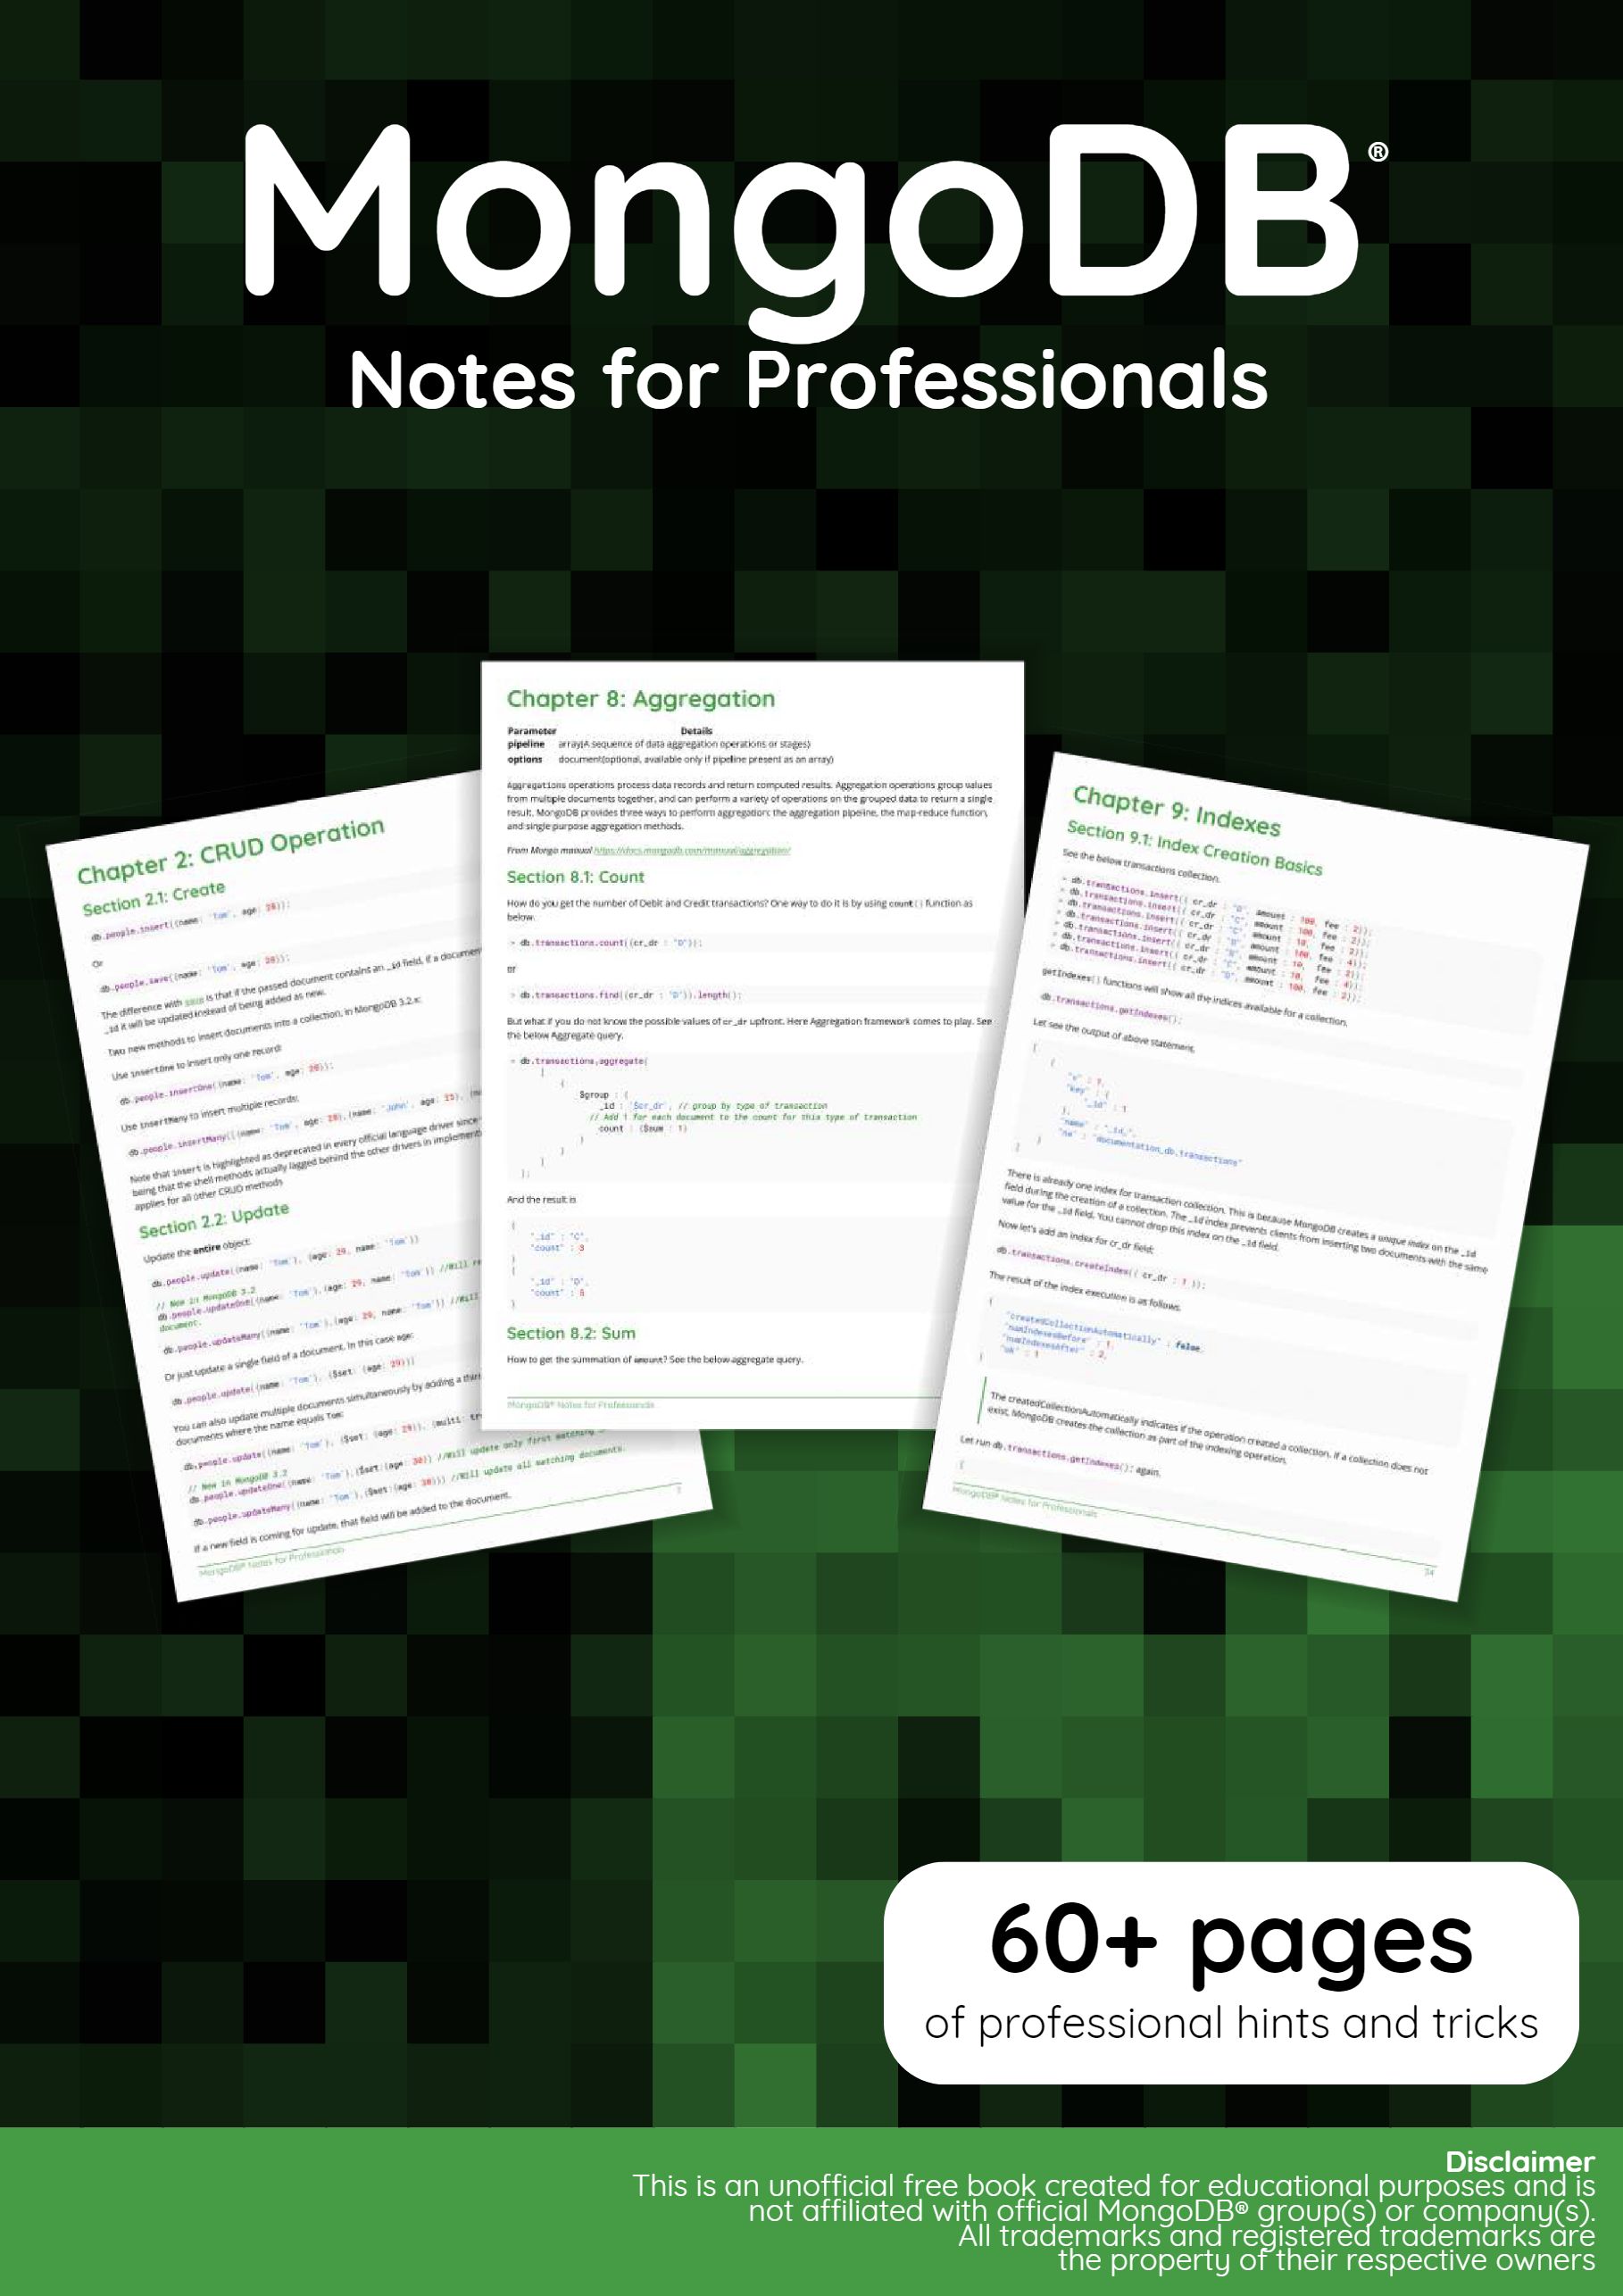 MongoDB®
Notes for Professionals
Chapter 2: CRUD Operation
Section 2.1: Create
db.people.insert({name: 'Tom', age: 28});
Or
db.people.save({name: 'Tom', age: 28});
The difference with save is that if the passed document contains an _id field, if a document
_id it will be updated instead of being added as new.
Two new methods to insert documents into a collection, in MongoDB 3.2.x:
Use insertOne to insert only one record:
db.people.insertOne({name: 'Tom', age: 28});
Use insertMany to insert multiple records:
db.people.insertMany([{name: 'Tom', age: 28},{name: 'John', age: 25},
Note that insert is highlighted as deprecated in every official language driver since
being that the shell methods actually lagged behind the other drivers in implement
applies for all other CRUD methods
Section 2.2: Update
Update the entire object:
db.people.update({name: 'Tom'}, {age: 29, name: 'Tom'})
// New in MongoDB 3.2
db.people.updateOne({name: 'Tom'},{age: 29, name: 'Tom'}) //Will re
document.
db.people.updateMany({name: 'Tom'},{age: 29, name: 'Tom'}) //Will
Or just update a single field of a document. In this case age:
db.people.update({name: 'Tom'}, {$set: {age: 29}})
You can also update multiple documents simultaneously by adding a thir
documents where the name equals Tom:
db.people.update({name: 'Tom'}, {$set: {age: 29}}, {multi: tr
// New in MongoDB 3.2
db.people.updateOne({name: 'Tom'},{$set:{age: 30}}) //Will update only first matching
db.people.updateMany({name: 'Tom'},{$set:{age: 30}}) //Will update all matching documents.
If a new field is coming for update, that field will be added to the document.
MongoDB® Notes for Professionals
7
Chapter 8: Aggregation
Parameter Details
pipeline array(A sequence of data aggregation operations or stages)
options document(optional, available only if pipeline present as an array)
Aggregations operations process data records and return computed results. Aggregation operations group values
from multiple documents together, and can perform a variety of operations on the grouped data to return a single
result. MongoDB provides three ways to perform aggregation: the aggregation pipeline, the map-reduce function,
and single purpose aggregation methods.
From Mongo manual https://docs.mongodb.com/manual/aggregation/
Section 8.1: Count
How do you get the number of Debit and Credit transactions? One way to do it is by using count() function as
below.
> db.transactions.count({cr_dr : "D"});
or
> db.transactions.find({cr_dr : "D"}).length();
But what if you do not know the possible values of cr_dr upfront. Here Aggregation framework comes to play. See
the below Aggregate query.
> db.transactions.aggregate(
[
{
$group : {
_id : '$cr_dr', // group by type of transaction
// Add 1 for each document to the count for this type of transaction
count : {$sum : 1}
}
}
]
);
And the result is
{
"_id" : "C",
"count" : 3
}
{
"_id" : "D",
"count" : 5
}
Section 8.2: Sum
How to get the summation of amount? See the below aggregate query.
MongoDB® Notes for Professionals
Chapter 9: Indexes
Section 9.1: Index Creation Basics
See the below transactions collection.
> db.transactions.insert({ cr_dr : "D", amount : 100, fee : 2});
> db.transactions.insert({ cr_dr : "C", amount : 100, fee : 2});
> db.transactions.insert({ cr_dr : "C", amount : 10, fee : 2});
> db.transactions.insert({ cr_dr : "D", amount : 100, fee : 4});
> db.transactions.insert({ cr_dr : "D", amount : 10, fee : 2});
> db.transactions.insert({ cr_dr : "C", amount : 10, fee : 4});
> db.transactions.insert({ cr_dr : "D", amount : 100, fee : 2});
getIndexes() functions will show all the indices available for a collection.
db.transactions.getIndexes();
Let see the output of above statement.
[
{
"v" : 1,
"key" : {
"_id" : 1
},
"name" : "_id_",
"ns" : "documentation_db.transactions"
}
]
There is already one index for transaction collection. This is because MongoDB creates a unique index on the _id
field during the creation of a collection. The _id index prevents clients from inserting two documents with the same
value for the _id field. You cannot drop this index on the _id field.
Now let's add an index for cr_dr field;
db.transactions.createIndex({ cr_dr : 1 });
The result of the index execution is as follows.
{
"createdCollectionAutomatically" : false,
"numIndexesBefore" : 1,
"numIndexesAfter" : 2,
"ok" : 1
}
The createdCollectionAutomatically indicates if the operation created a collection. If a collection does not
exist, MongoDB creates the collection as part of the indexing operation.
Let run db.transactions.getIndexes(); again.
[
MongoDB® Notes for Professionals
34
60+ pages
of professional hints and tricks
Disclaimer
This is an unofficial free book created for educational purposes and is
not affiliated with official MongoDB® group(s) or company(s).
All trademarks and registered trademarks are
the property of their respective owners